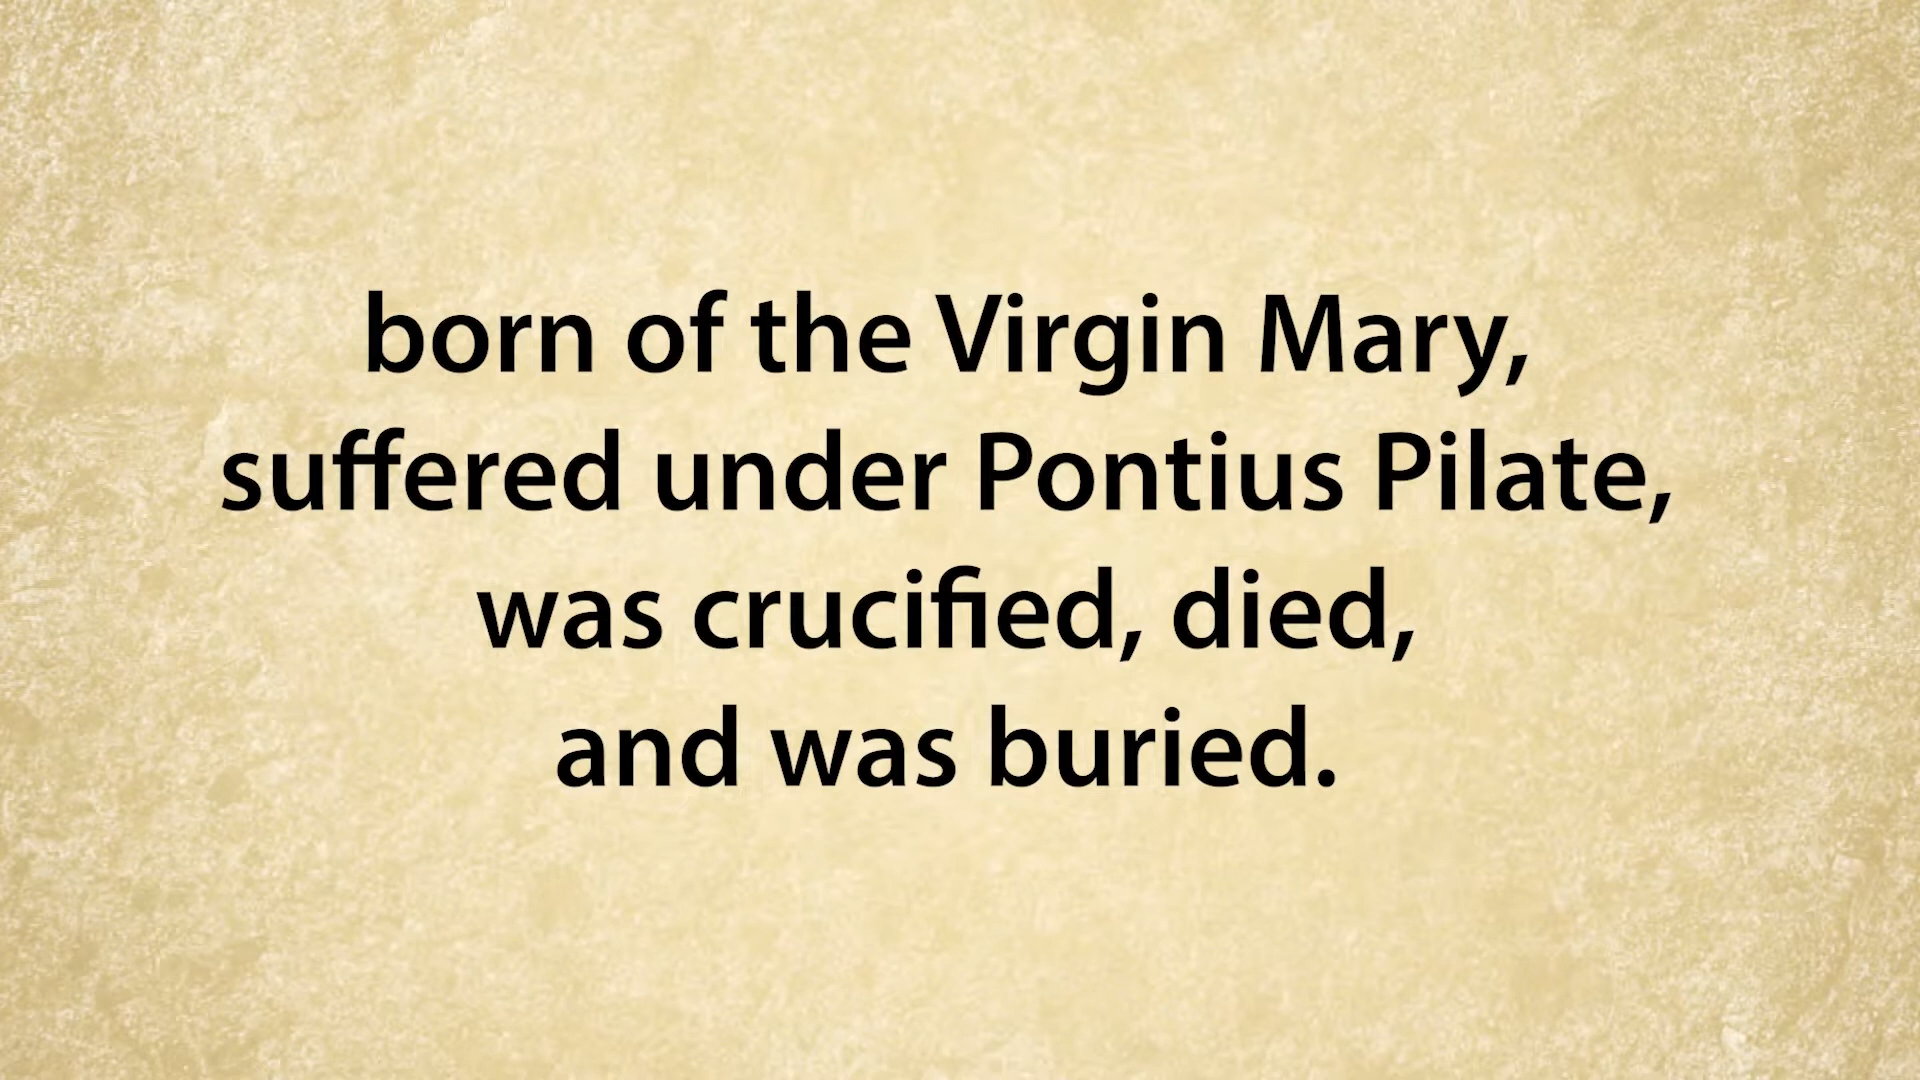 born of the Virgin Mary,
suffered under Pontius Pilate,
was crucified, died,
and was buried.